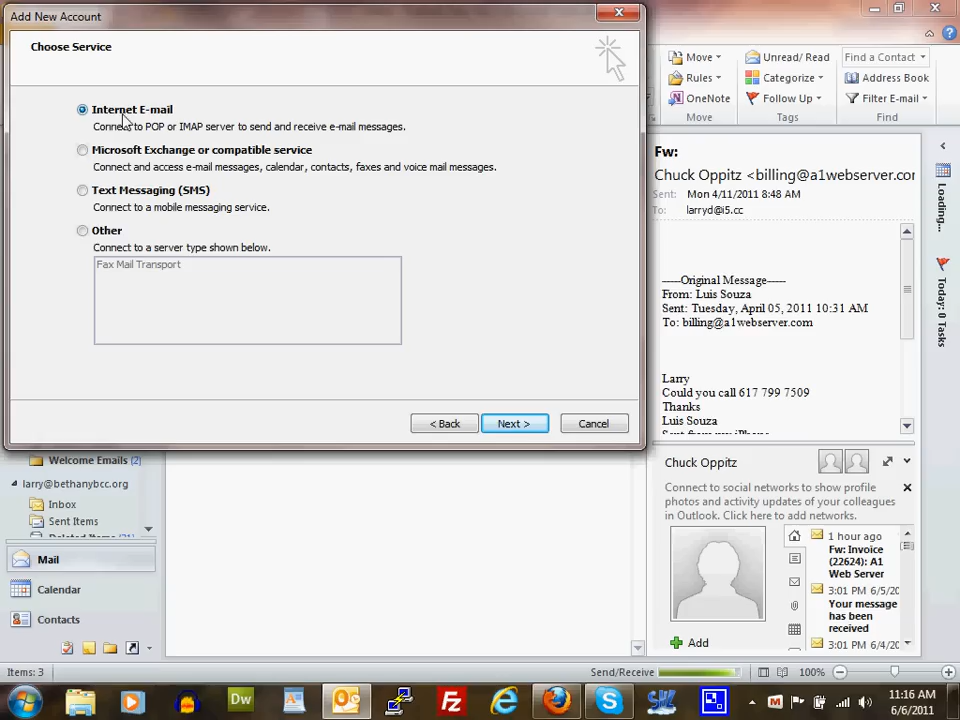 Add New Account
Choose Service
Internet E-mail
Connect to POP or IMAP server to send and receive e-mail messages.
Microsoft Exchange or compatible service
Connect and access e-mail messages, calendar, contacts, faxes and voice mail messages.
Text Messaging (SMS)
Connect to a mobile messaging service.
Other
Connect to a server type shown below.
Fax Mail Transport
< Back
Next >
Cancel
Move
Unread/ Read
Find a Contact
Rules
Categorize
Address Book
OneNote
Follow Up
Filter E-mail
Move
Tags
Find
Fw:
Chuck Oppitz <billing@a1webserver.cor
Sent: Mon 4/11/2011 8:48 AM
To: larryd@i5.cc
-----Original Message-----
From: Luis Souza
Sent: Tuesday, April 05, 2011 10:31 AM
To: billing@a1webserver.com
Larry
Could you call 617 799 7509
Thanks
Luis Souza
Sent from my iPhone
Loading...
Today: 0 Tasks
Chuck Oppitz
Connect to social networks to show profile
photos and activity updates of your colleagues
in Outlook. Click here to add networks.
1 hour ago
Fw: Invoice
(22624): A1
Web Server
3:01 PM 6/5/20
Your message
has been
received
3:01 PM 6/4/20
Add
Welcome Emails (2)
larry@bethanybcc.org
Inbox
Sent Items
Deleted Items (31)
Mail
Calendar
Contacts
Items: 3
Send/Receive
100%
Dw
11:16 AM
6/6/2011